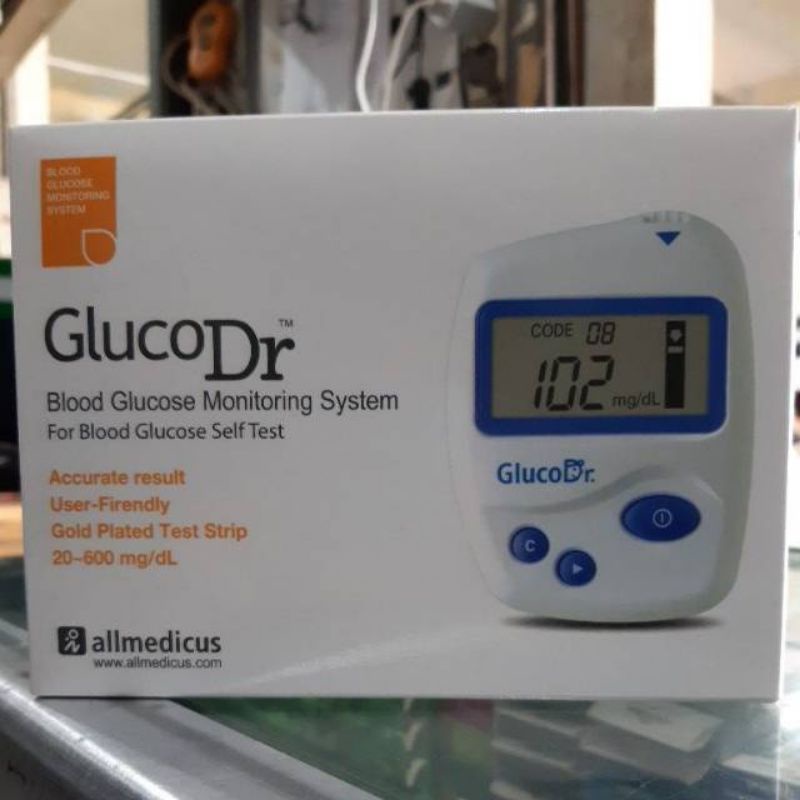 BLOOD
GLUCOSE
MONITORING
SYSTEM
GlucoDr™
Blood Glucose Monitoring System
For Blood Glucose Self Test
Accurate result
User-Firendly
Gold Plated Test Strip
20~600 mg/dL
allmedicus
www.allmedicus.com
CODE 08
102 mg/dL
GlucoDr.
C